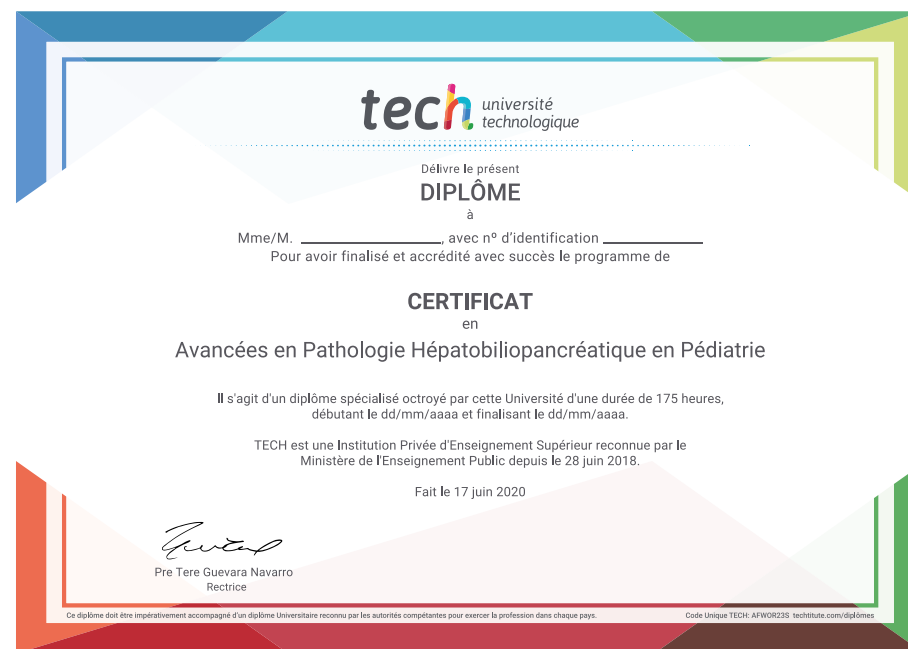 tech université
technologique
Délivre le présent
DIPLÔME
à
Mme/M. ____________________, avec nº d'identification ______________
Pour avoir finalisé et accrédité avec succès le programme de
CERTIFICAT
en
Avancées en Pathologie Hépatobiliopancréatique en Pédiatrie
Il s'agit d'un diplôme spécialisé octroyé par cette Université d'une durée de 175 heures,
débutant le dd/mm/aaaa et finalisant le dd/mm/aaaa.
TECH est une Institution Privée d'Enseignement Supérieur reconnue par le
Ministère de l'Enseignement Public depuis le 28 juin 2018.
Fait le 17 juin 2020
Pre Tere Guevara Navarro
Rectrice
Ce diplôme doit être impérativement accompagné d'un diplôme Universitaire reconnu par les autorités compétentes pour exercer la profession dans chaque pays.
Code Unique TECH: AFWOR23S techtitute.com/diplômes